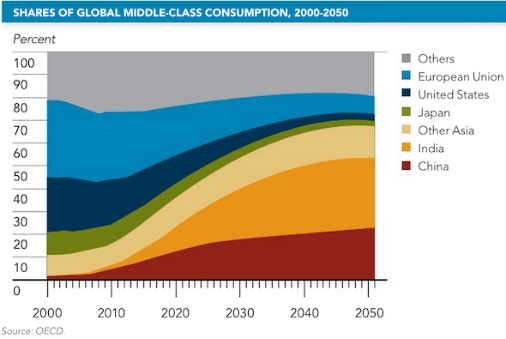 SHARES OF GLOBAL MIDDLE-CLASS CONSUMPTION, 2000-2050
Percent
100
90
80
70
60
50
40
30
20
10
0
2000 2010 2020 2030 2040 2050
Others
European Union
United States
Japan
Other Asia
India
China
Source: OECD.